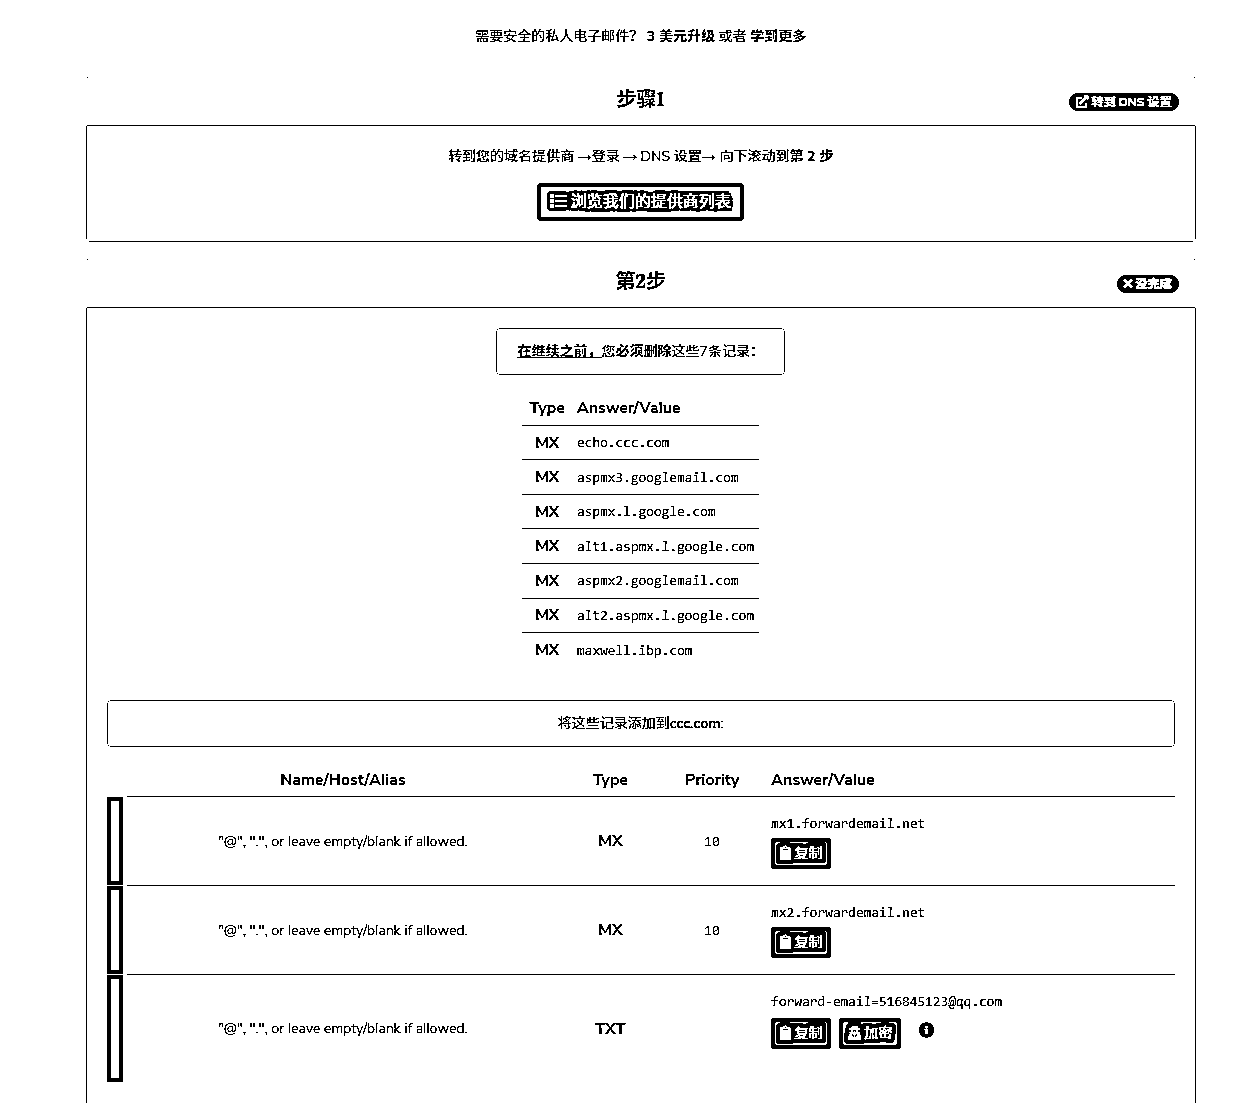 需要安全的私人电子邮件？ 3 美元升级 或者 学到更多
步骤1
转到 DNS 设置
转到您的域名提供商 →登录 → DNS 设置→ 向下滚动到第 2 步
浏览我们的提供商列表
第2步
没完成
在继续之前，您必须删除这些7条记录：
Type Answer/Value
MX echo.ccc.com
MX aspmx3.googlemail.com
MX aspmx.l.google.com
MX alt1.aspmx.l.google.com
MX aspmx2.googlemail.com
MX alt2.aspmx.l.google.com
MX maxwell.ibp.com
将这些记录添加到ccc.com:
Name/Host/Alias Type Priority Answer/Value
"@", ".", or leave empty/blank if allowed. MX 10 mx1.forwardemail.net
复制
"@", ".", or leave empty/blank if allowed. MX 10 mx2.forwardemail.net
复制
"@", ".", or leave empty/blank if allowed. TXT forward-email=516845123@qq.com
复制 加密